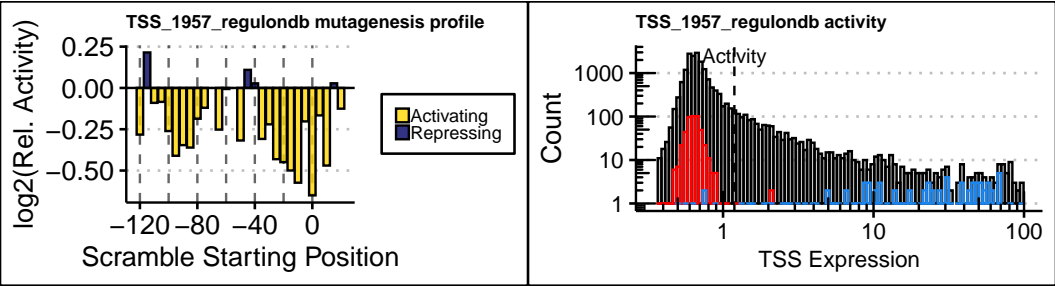 TSS_1957_regulondb mutagenesis profile
log2(Rel. Activity)
0.25
0.00
−0.25
−0.50
−120 −80 −40 0
Scramble Starting Position
Activating
Repressing
TSS_1957_regulondb activity
Activity
Count
1000
100
10
1
1 10 100
TSS Expression